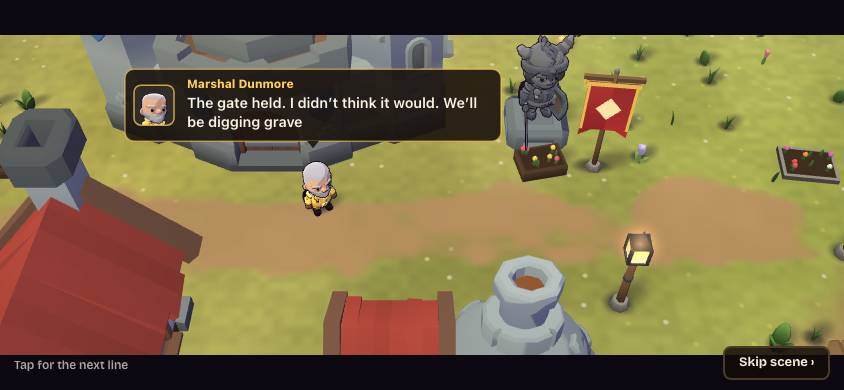 Marshal Dunmore
The gate held. I didn't think it would. We'll
be digging grave
Tap for the next line
Skip scene ›